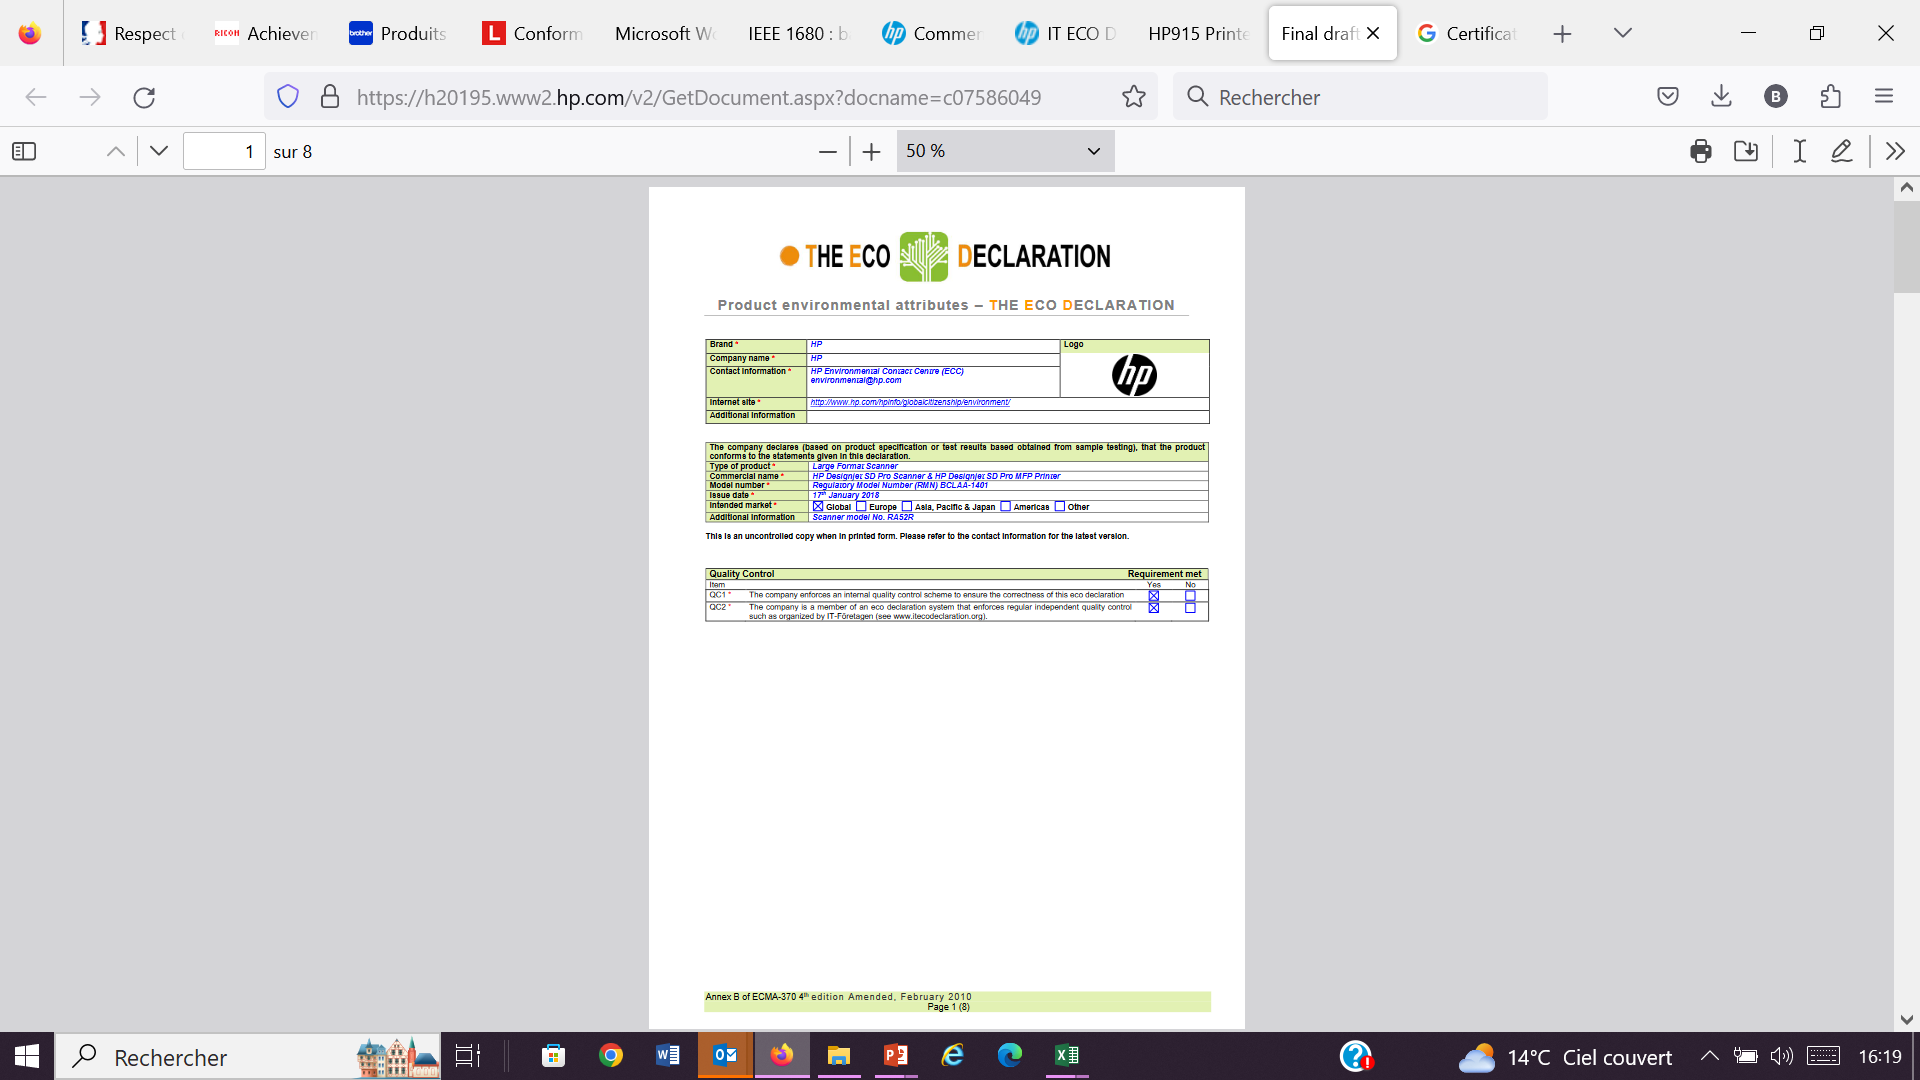 Respect
RICOH Achieven
brother Produits
L Conform
Microsoft Wo
IEEE 1680 : b
hp Commen
hp IT ECO D
HP915 Printe
Final draft
G Certificat
https://h20195.www2.hp.com/v2/GetDocument.aspx?docname=c07586049
Rechercher
B
1 sur 8
50 %
THE ECO DECLARATION
Product environmental attributes – THE ECO DECLARATION
Brand * HP Logo
Company name * HP
hp
Contact information * HP Environmental Contact Centre (ECC)
environmental@hp.com
Internet site * http://www.hp.com/hpinfo/globalcitizenship/environment/
Additional information
The company declares (based on product specification or test results based obtained from sample testing), that the product
conforms to the statements given in this declaration.
Type of product * Large Format Scanner
Commercial name * HP Designjet SD Pro Scanner & HP Designjet SD Pro MFP Printer
Model number * Regulatory Model Number (RMN) BCLAA-1401
Issue date * 17th January 2018
Intended market * Global Europe Asia, Pacific & Japan Americas Other
Additional information Scanner model No. RA52R
This is an uncontrolled copy when in printed form. Please refer to the contact information for the latest version.
Quality Control Requirement met
Item Yes No
QC1 * The company enforces an internal quality control scheme to ensure the correctness of this eco declaration
QC2 * The company is a member of an eco declaration system that enforces regular independent quality control
such as organized by IT-Företagen (see www.itecodeclaration.org).
Annex B of ECMA-370 4th edition Amended, February 2010
Page 1 (8)
Rechercher
14°C Ciel couvert
16:19